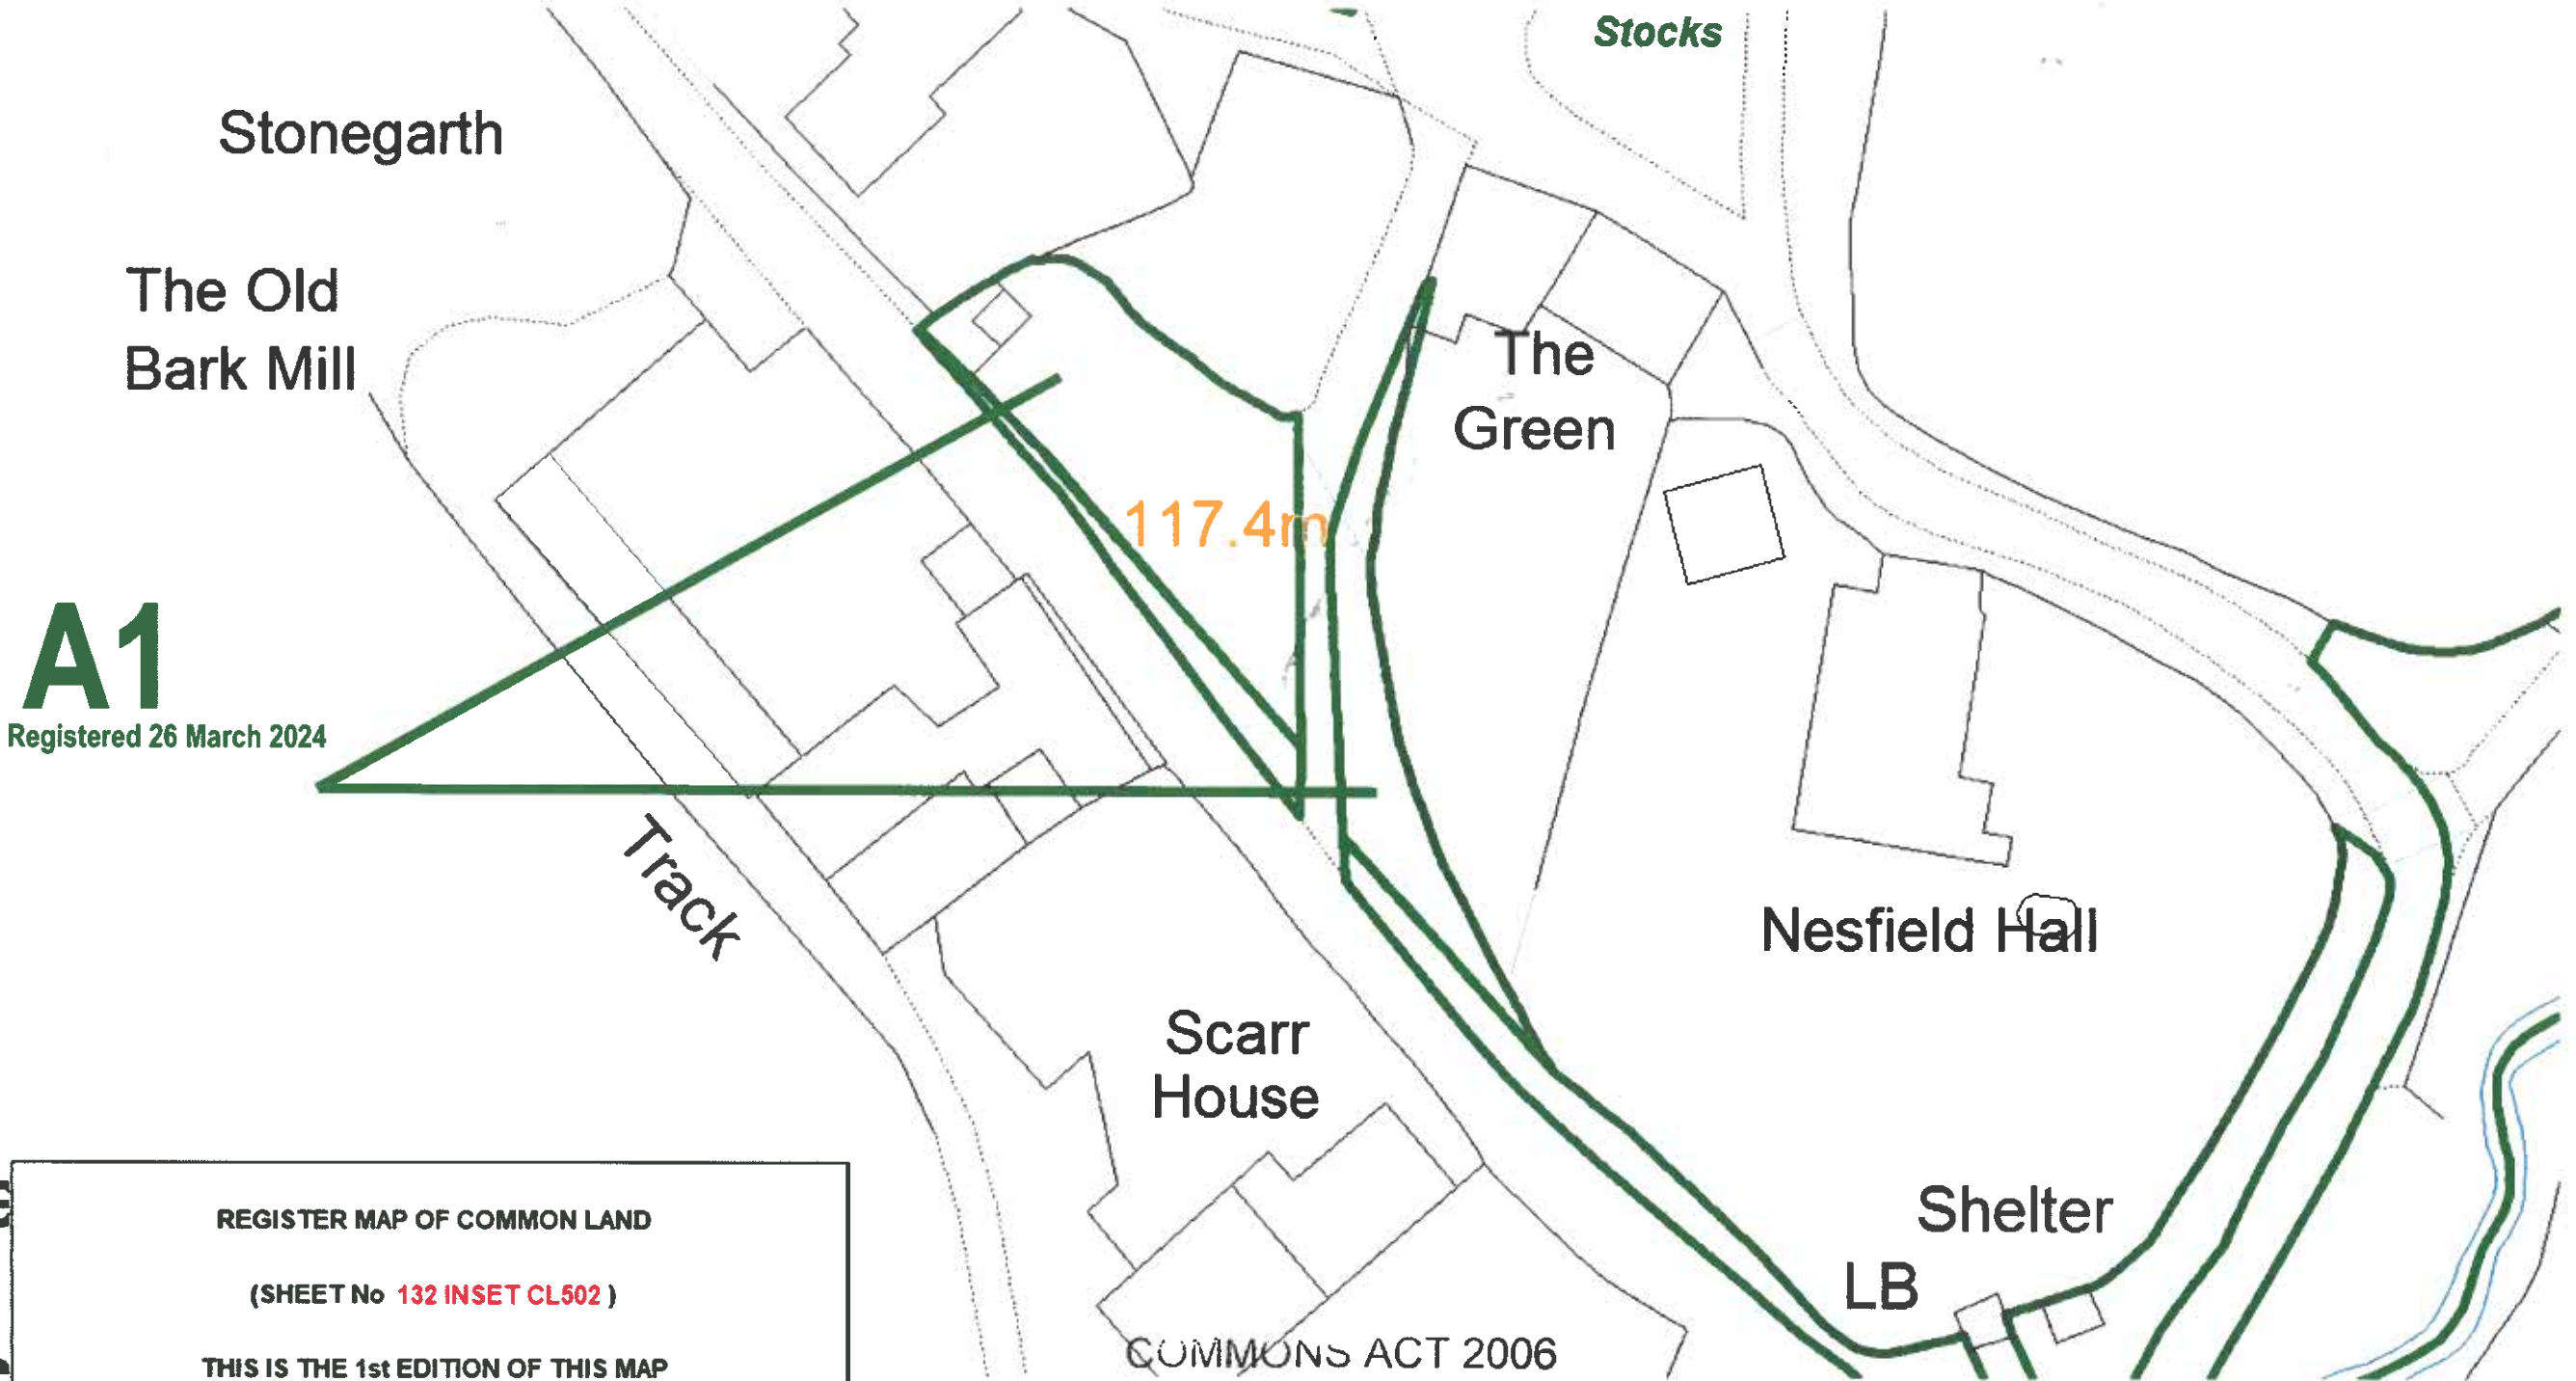 Stocks
Stonegarth
The Old
Bark Mill
The
Green
117.4m
A1
Registered 26 March 2024
Track
Nesfield Hall
Scarr
House
Shelter
LB
REGISTER MAP OF COMMON LAND
(SHEET No 132 INSET CL502 )
THIS IS THE 1st EDITION OF THIS MAP
COMMONS ACT 2006